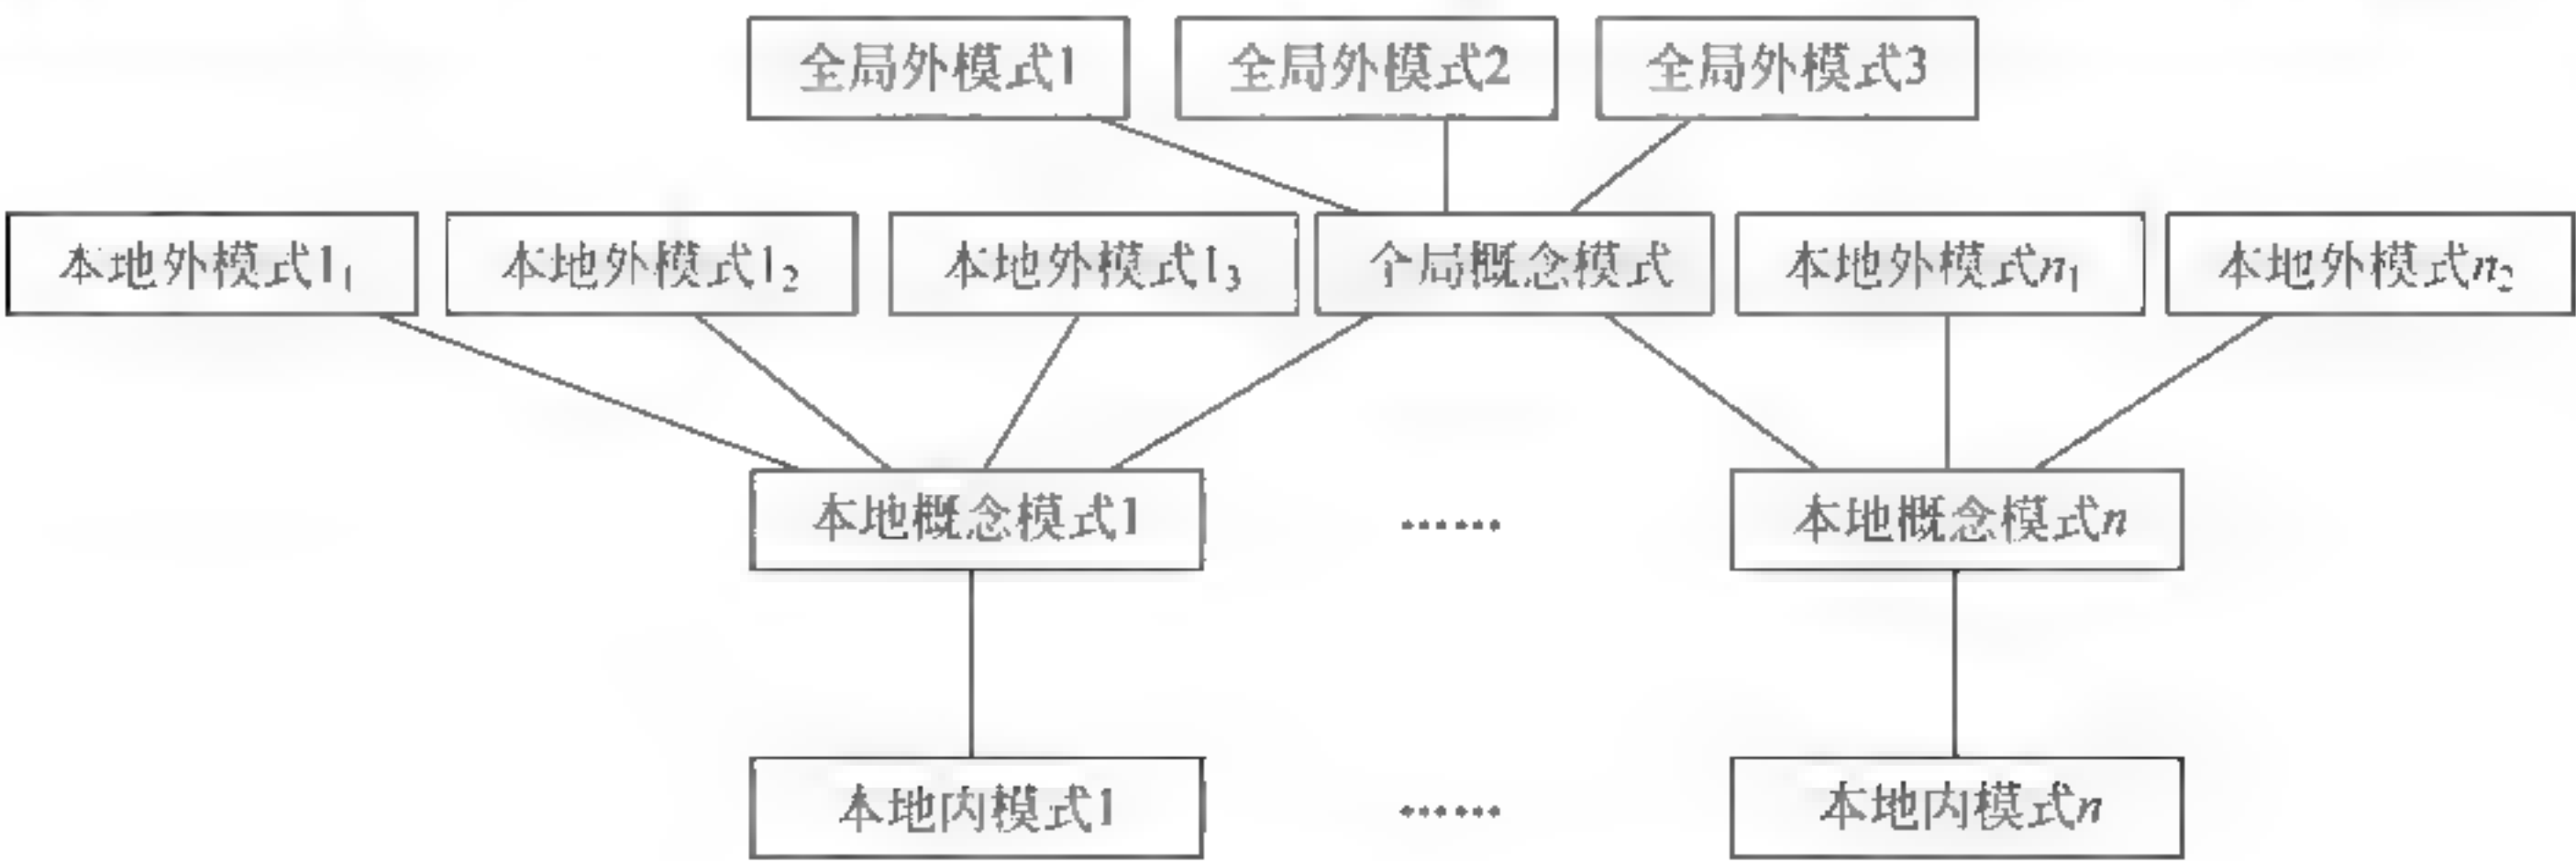 全局外模式1 全局外模式2 全局外模式3
本地外模式1₁ 本地外模式1₂ 本地外模式1₃ 全局概念模式 本地外模式n₁ 本地外模式n₂
本地概念模式1 …… 本地概念模式n
本地内模式1 …… 本地内模式n